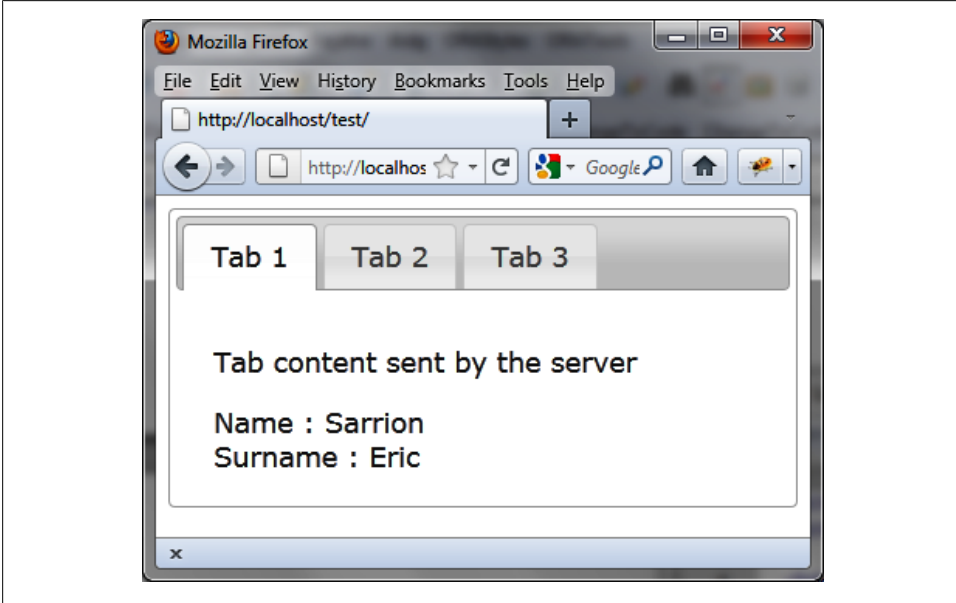 Mozilla Firefox
File Edit View History Bookmarks Tools Help
http://localhost/test/
http://localhos
Google
Tab 1 Tab 2 Tab 3
Tab content sent by the server
Name : Sarrion
Surname : Eric
x